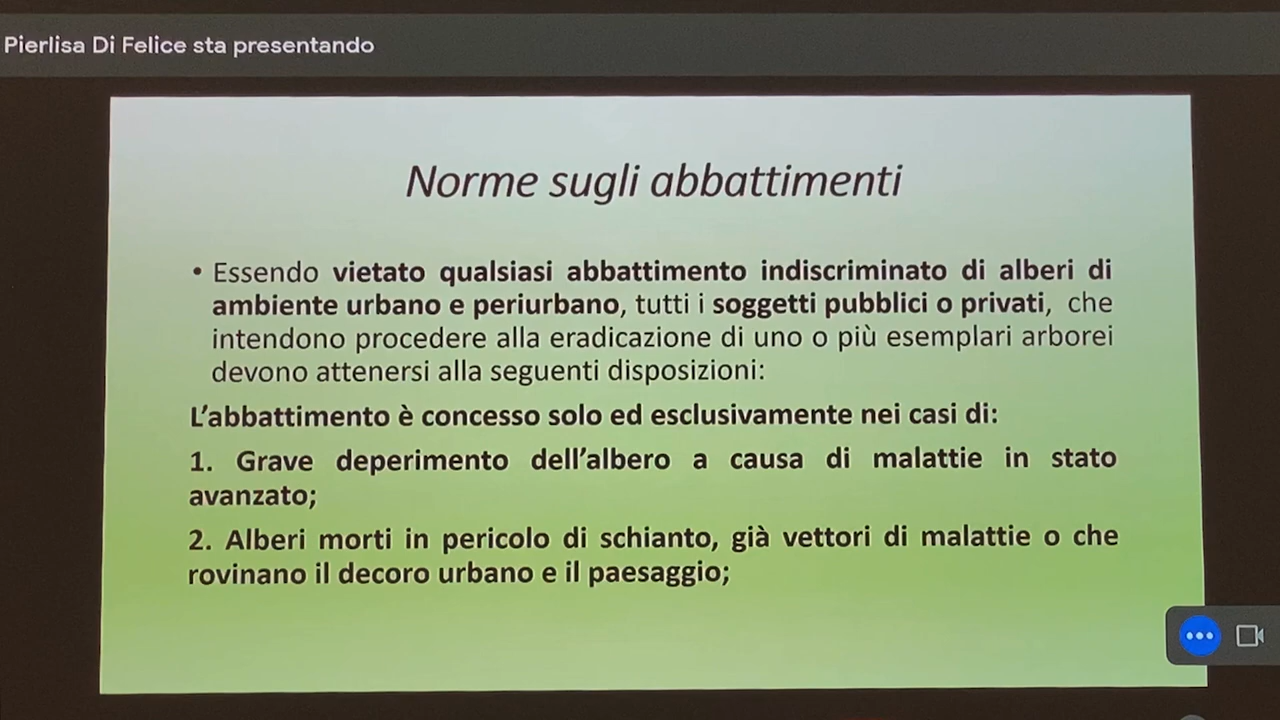 Pierlisa Di Felice sta presentando
Norme sugli abbattimenti
• Essendo vietato qualsiasi abbattimento indiscriminato di alberi di
ambiente urbano e periurbano, tutti i soggetti pubblici o privati, che
intendono procedere alla eradicazione di uno o più esemplari arborei
devono attenersi alla seguenti disposizioni:
L'abbattimento è concesso solo ed esclusivamente nei casi di:
1. Grave deperimento dell'albero a causa di malattie in stato
avanzato;
2. Alberi morti in pericolo di schianto, già vettori di malattie o che
rovinano il decoro urbano e il paesaggio;